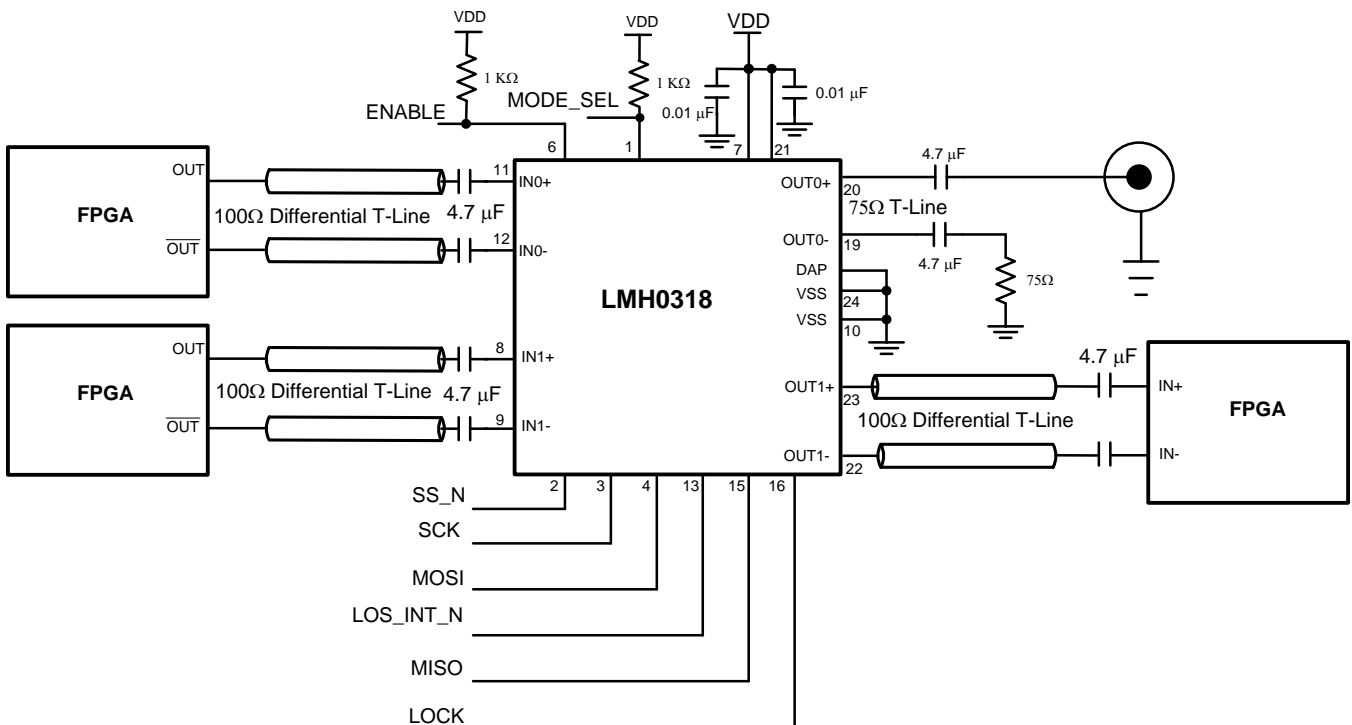 VDD
VDD
VDD
1 KΩ
1 KΩ
0.01 μF
0.01 μF
MODE_SEL
ENABLE
6
1
7
21
FPGA
OUT
OUT
100Ω Differential T-Line
4.7 μF
11
IN0+
12
IN0-
FPGA
OUT
OUT
100Ω Differential T-Line
4.7 μF
8
IN1+
9
IN1-
LMH0318
OUT0+
20
4.7 μF
75Ω T-Line
OUT0-
19
4.7 μF
75Ω
DAP
VSS
24
VSS
10
OUT1+
23
4.7 μF
100Ω Differential T-Line
OUT1-
22
IN+
FPGA
IN-
2
3
4
13
15
16
SS_N
SCK
MOSI
LOS_INT_N
MISO
LOCK